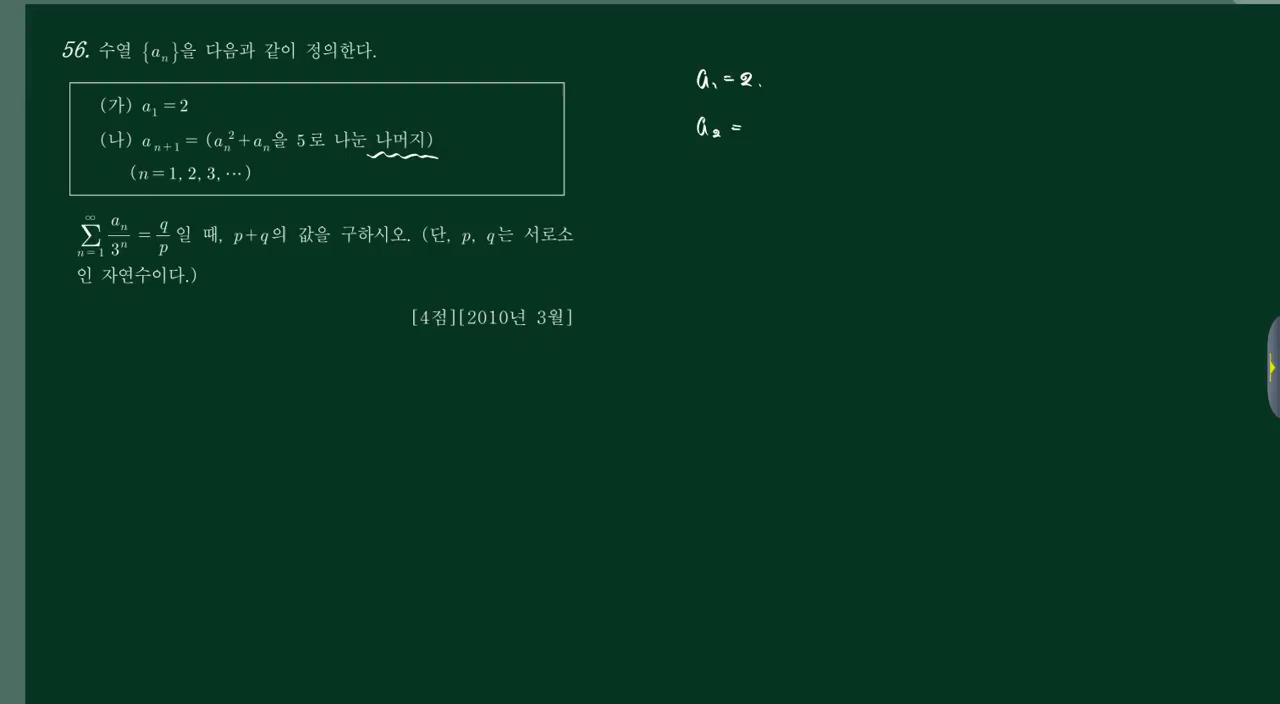 56. 수열 {aₙ}을 다음과 같이 정의한다.
(가) a₁ = 2
(나) aₙ₊₁ = (aₙ² + aₙ을 5로 나눈 나머지)
(n = 1, 2, 3, ⋯)
∑_{n=1}^{∞} aₙ/3ⁿ = q/p 일 때, p+q의 값을 구하시오. (단, p, q는 서로소
인 자연수이다.)
[4점][2010년 3월]
a₁ = 2.
a₂ =